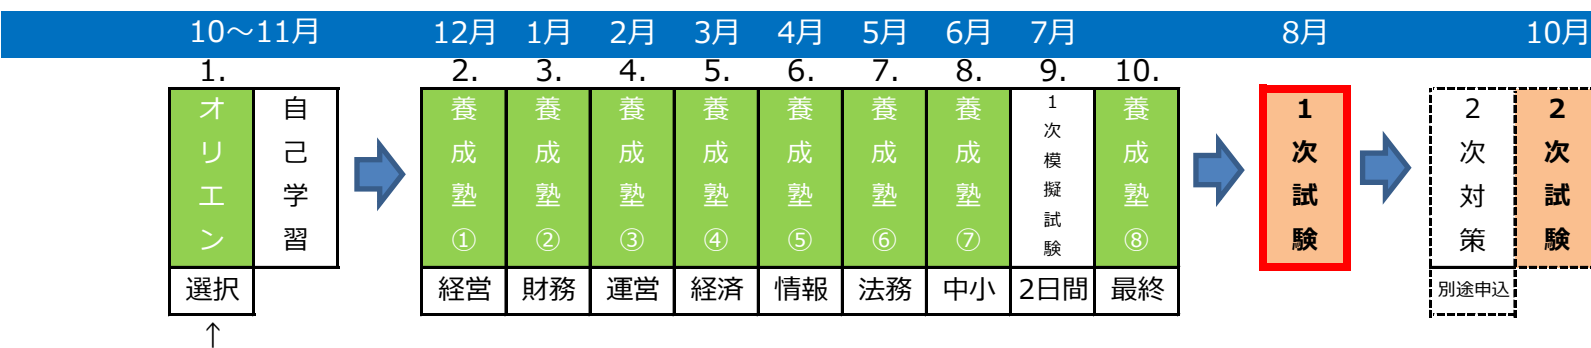 10～11月 12月 1月 2月 3月 4月 5月 6月 7月 8月 10月
1. 2. 3. 4. 5. 6. 7. 8. 9. 10.
オリエン
自己学習
養成塾①
養成塾②
養成塾③
養成塾④
養成塾⑤
養成塾⑥
養成塾⑦
1次模擬試験
養成塾⑧
1次試験
2次対策
2次試験
選択 経営 財務 運営 経済 情報 法務 中小 2日間 最終 別途申込
↑